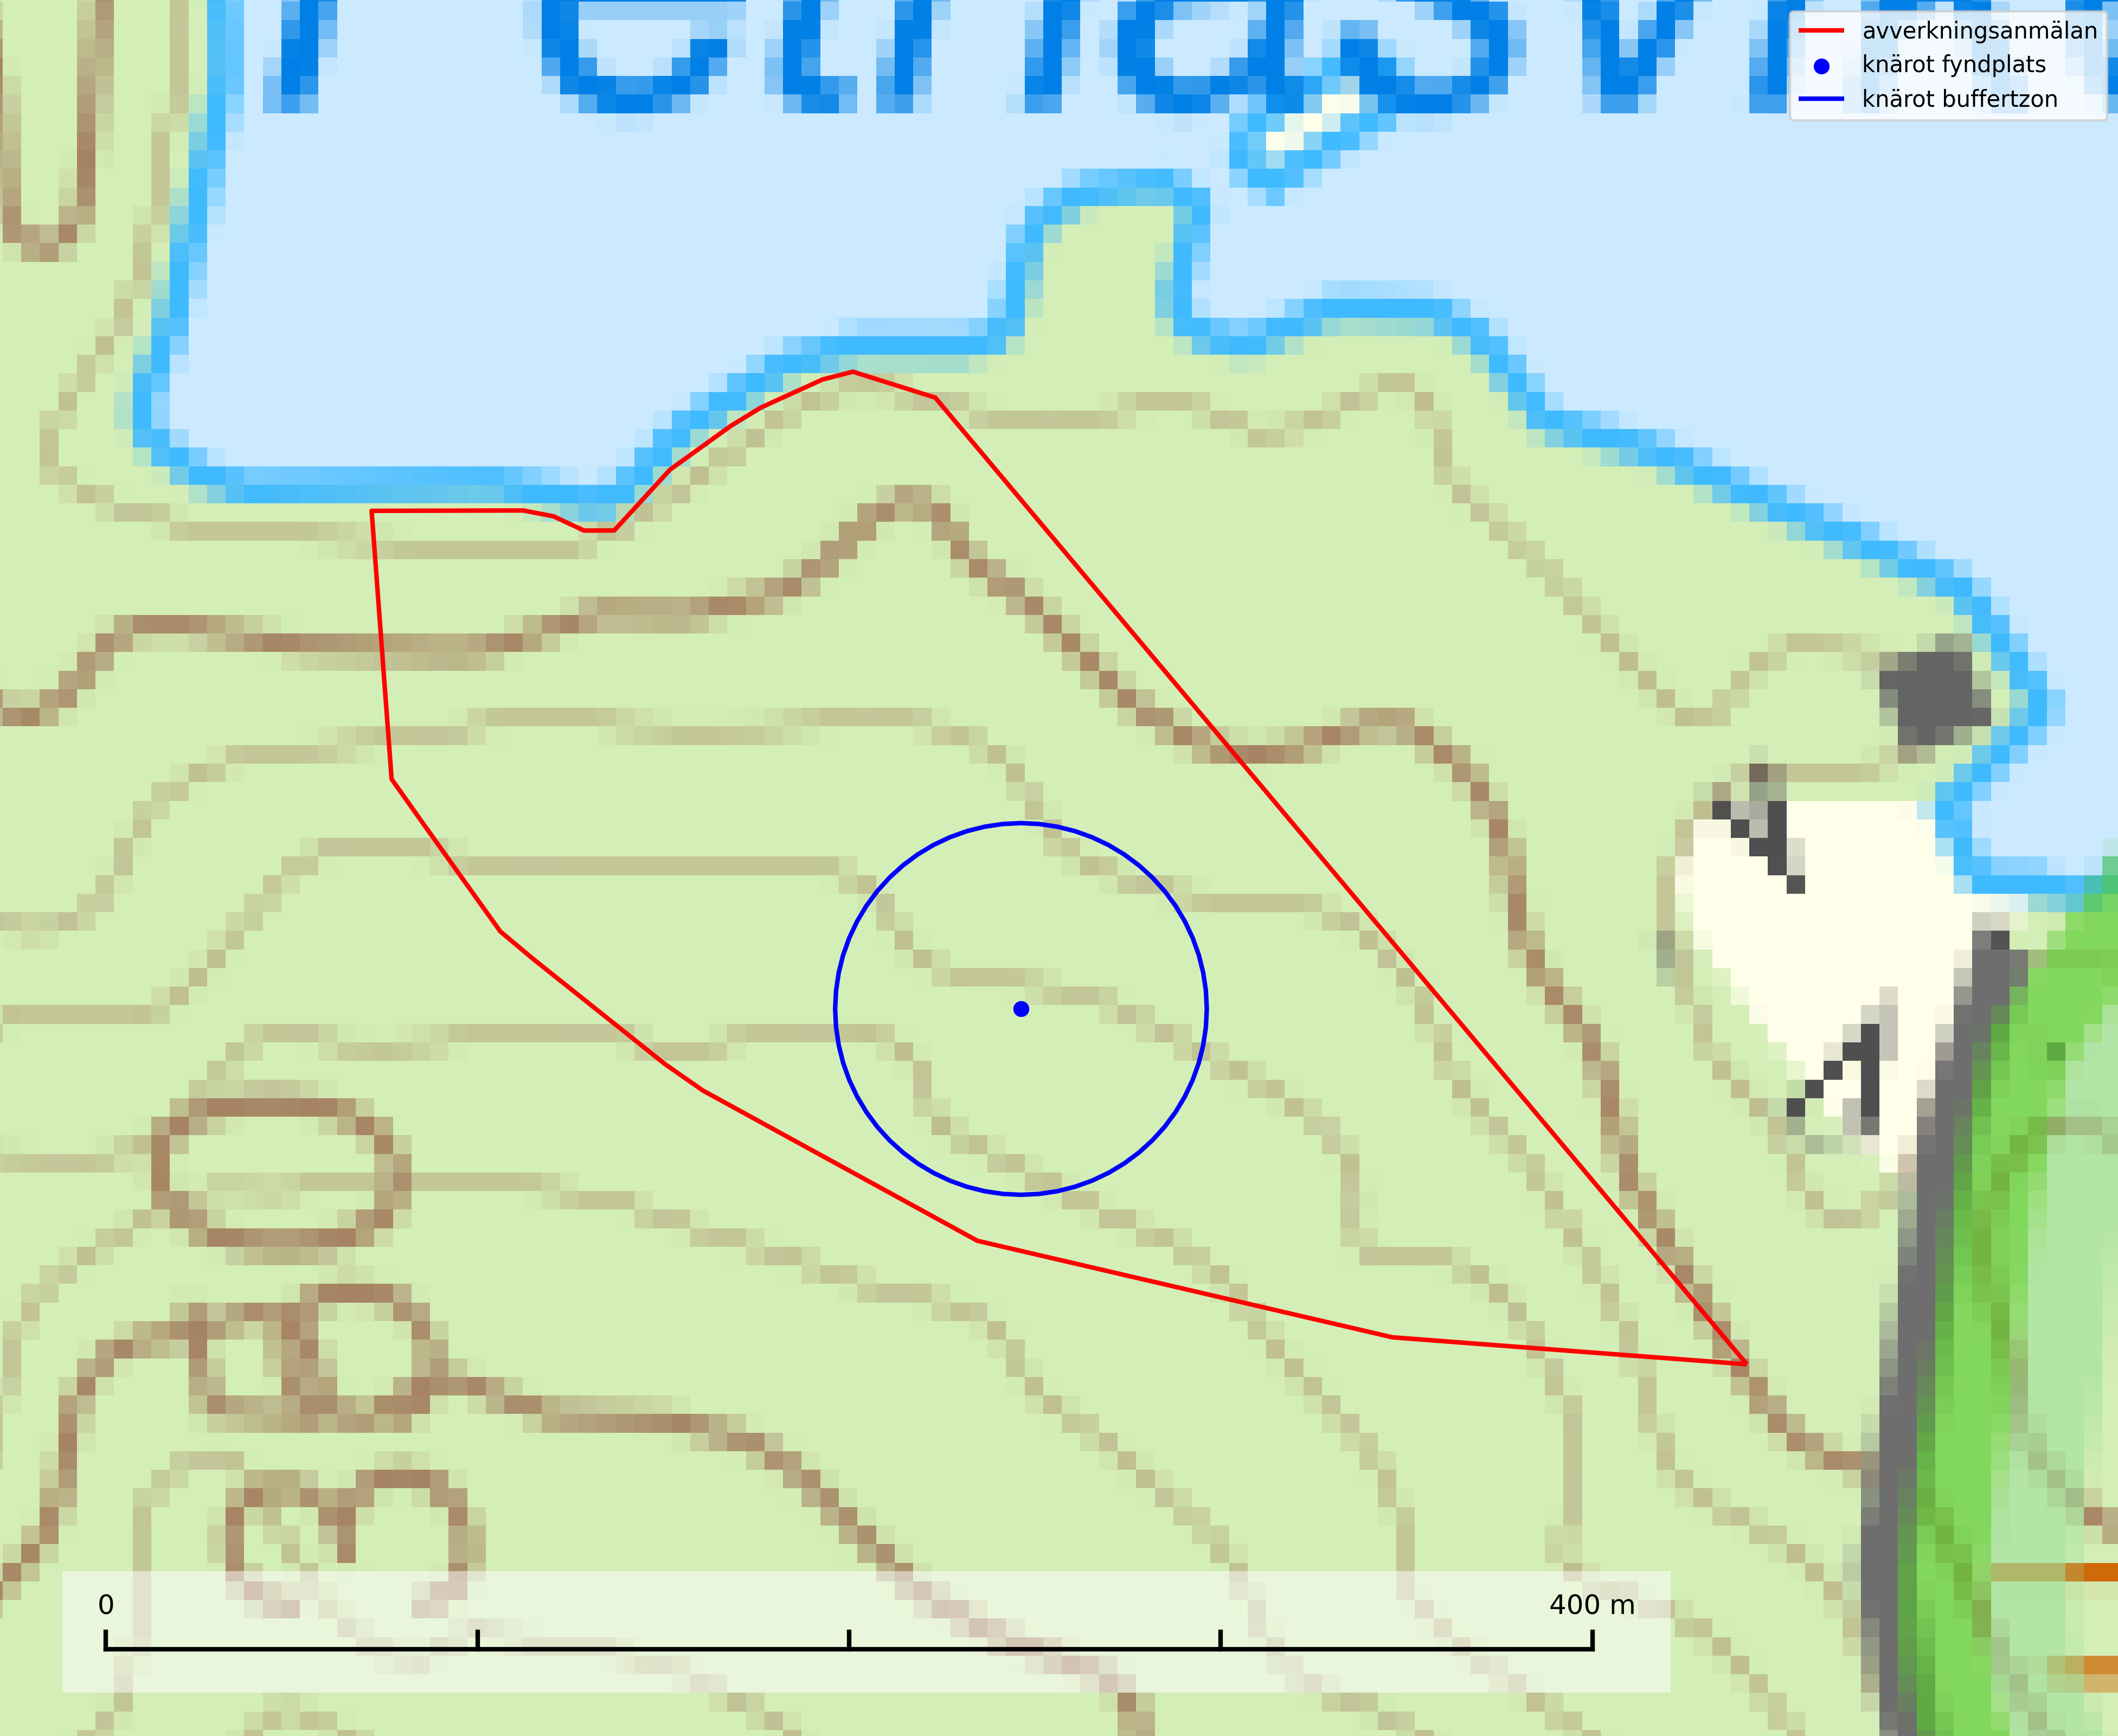 avverkningsanmälan
knärot fyndplats
knärot buffertzon
0
400 m